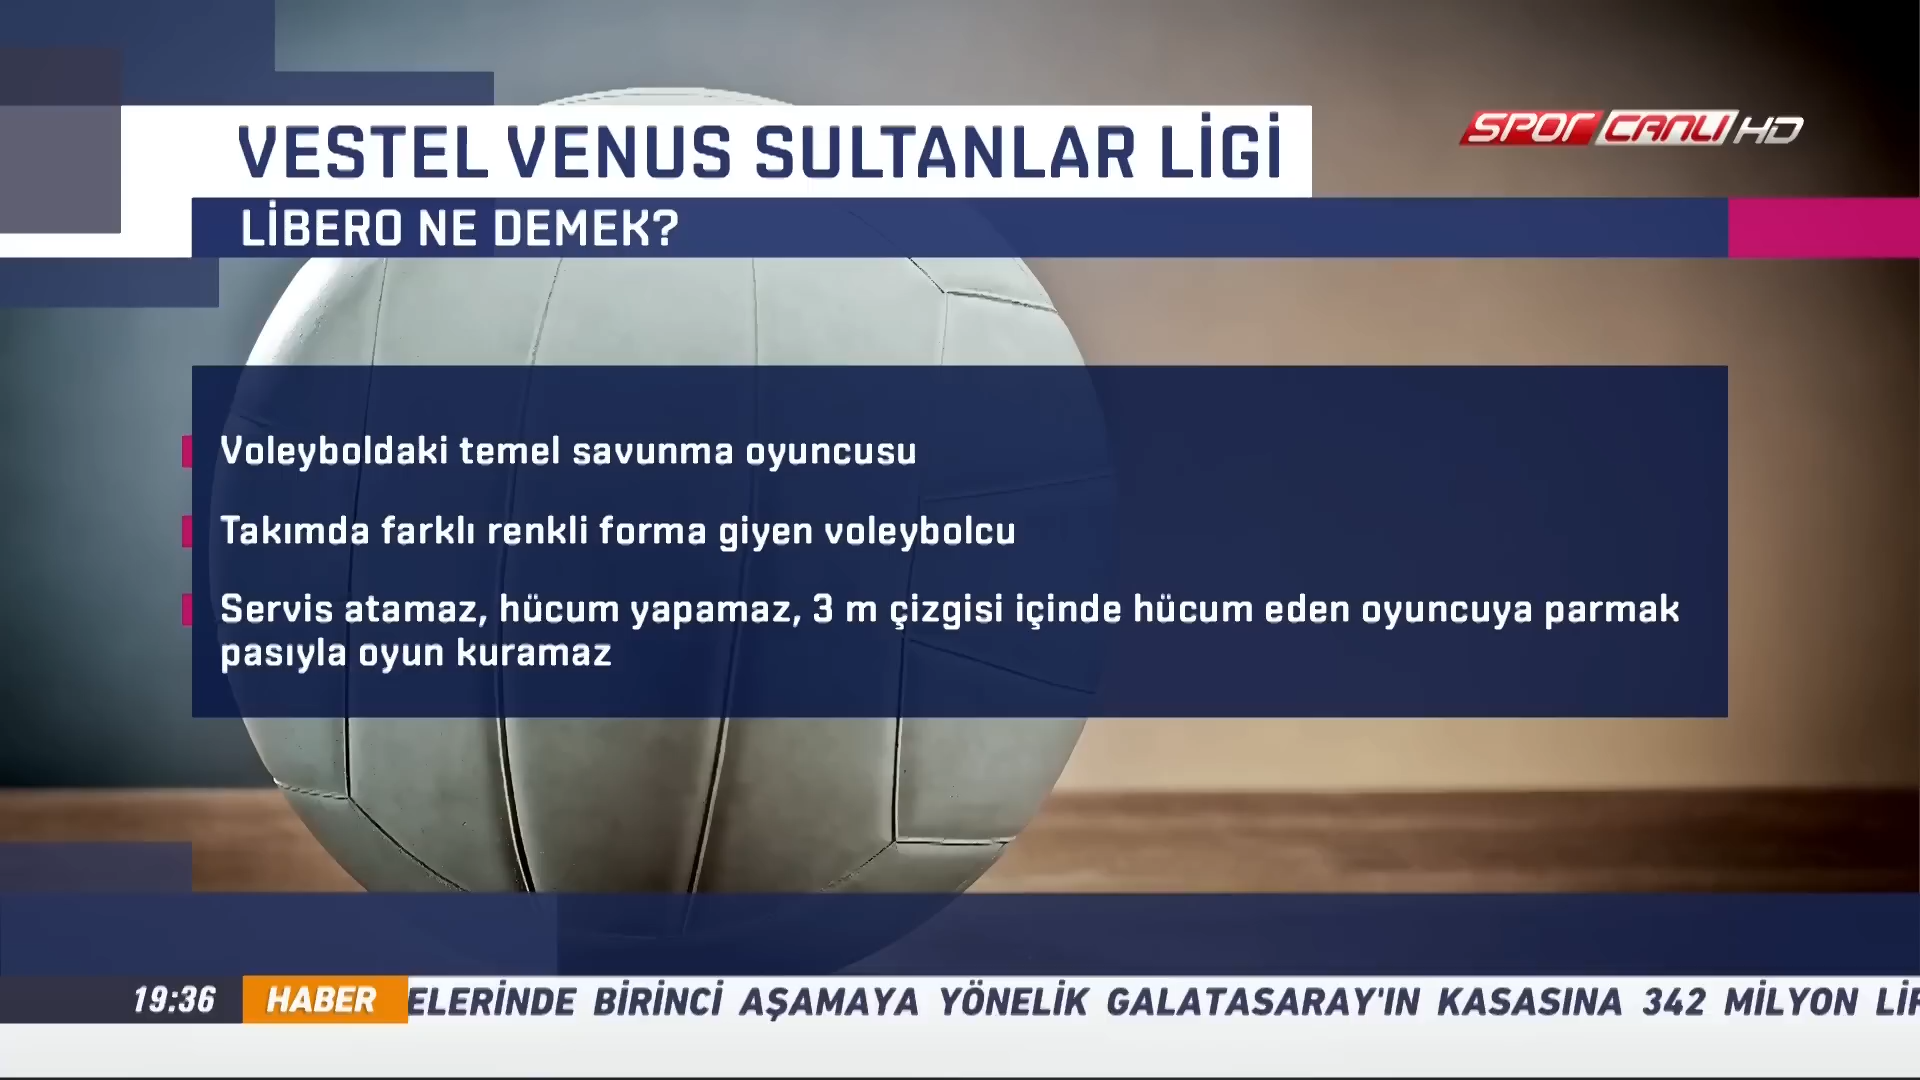 VESTEL VENUS SULTANLAR LİGİ
SPOR CANLI HD
LİBERO NE DEMEK?
Voleyboldaki temel savunma oyuncusu
Takımda farklı renkli forma giyen voleybolcu
Servis atamaz, hücum yapamaz, 3 m çizgisi içinde hücum eden oyuncuya parmak
pasıyla oyun kuramaz
19:36 HABER ELERİNDE BİRİNCİ AŞAMAYA YÖNELİK GALATASARAY'IN KASASINA 342 MİLYON